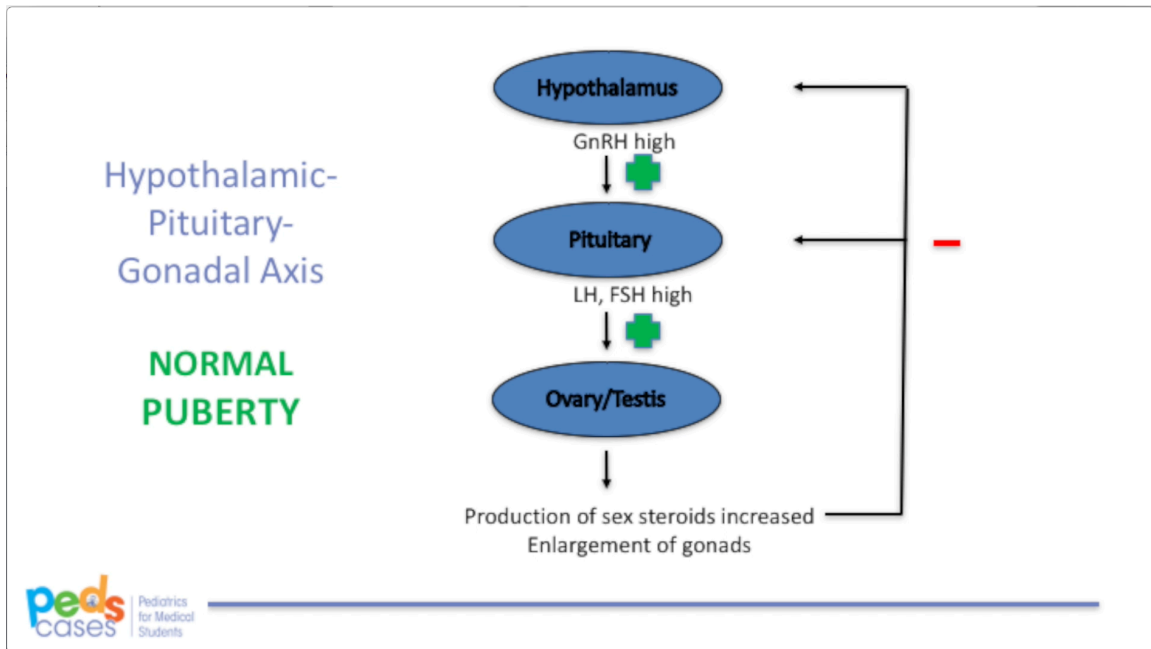 Hypothalamic-
Pituitary-
Gonadal Axis
NORMAL
PUBERTY
Hypothalamus
GnRH high
Pituitary
LH, FSH high
Ovary/Testis
Production of sex steroids increased
Enlargement of gonads
peds
cases
Pediatrics
for Medical
Students